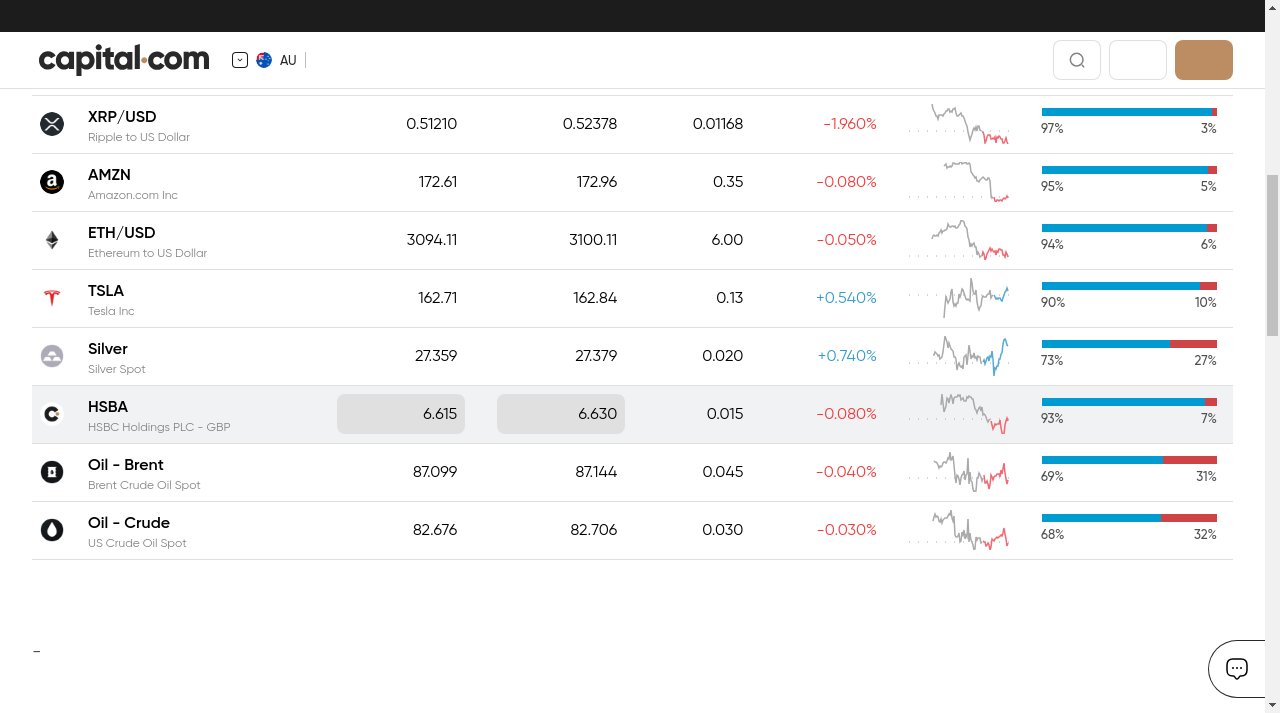 capital.com
AU
XRP/USD
Ripple to US Dollar
0.51210
0.52378
0.01168
-1.960%
97%
3%
AMZN
Amazon.com Inc
172.61
172.96
0.35
-0.080%
95%
5%
ETH/USD
Ethereum to US Dollar
3094.11
3100.11
6.00
-0.050%
94%
6%
TSLA
Tesla Inc
162.71
162.84
0.13
+0.540%
90%
10%
Silver
Silver Spot
27.359
27.379
0.020
+0.740%
73%
27%
HSBA
HSBC Holdings PLC - GBP
6.615
6.630
0.015
-0.080%
93%
7%
Oil - Brent
Brent Crude Oil Spot
87.099
87.144
0.045
-0.040%
69%
31%
Oil - Crude
US Crude Oil Spot
82.676
82.706
0.030
-0.030%
68%
32%
–